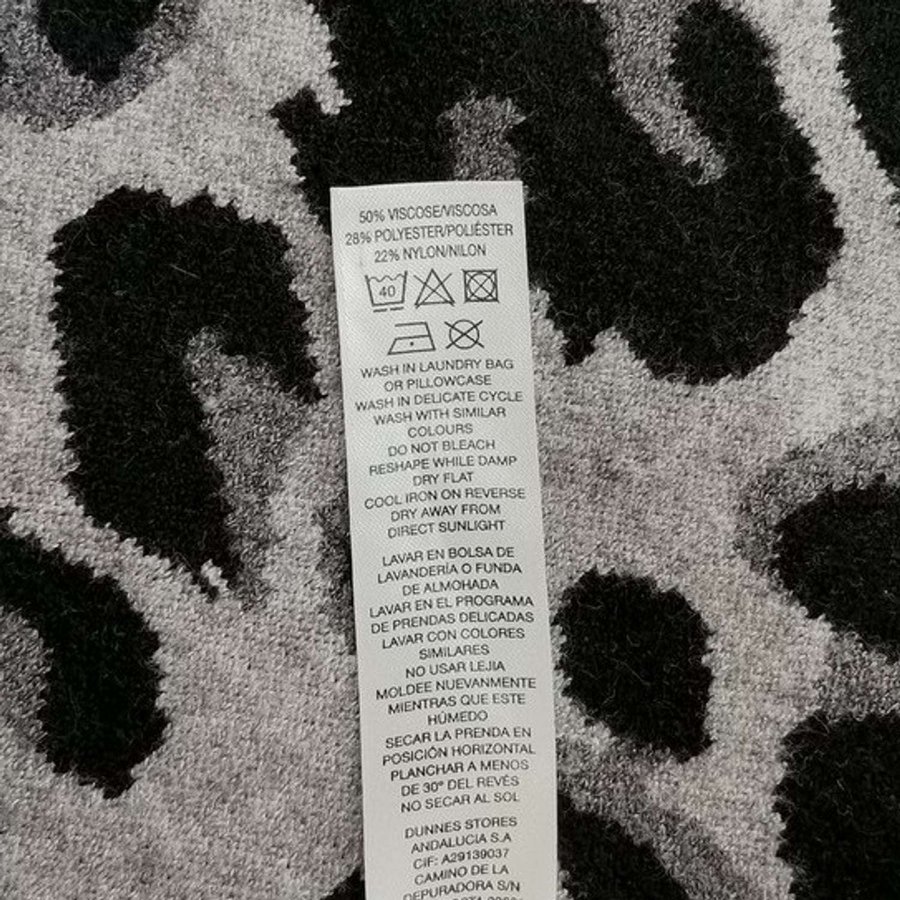 50% VISCOSE/VISCOSA
28% POLYESTER/POLIÉSTER
22% NYLON/NILON
40
WASH IN LAUNDRY BAG
OR PILLOWCASE
WASH IN DELICATE CYCLE
WASH WITH SIMILAR
COLOURS
DO NOT BLEACH
RESHAPE WHILE DAMP
DRY FLAT
COOL IRON ON REVERSE
DRY AWAY FROM
DIRECT SUNLIGHT
LAVAR EN BOLSA DE
LAVANDERÍA O FUNDA
DE ALMOHADA
LAVAR EN EL PROGRAMA
DE PRENDAS DELICADAS
LAVAR CON COLORES
SIMILARES
NO USAR LEJIA
MOLDEE NUEVAMENTE
MIENTRAS QUE ESTE
HÚMEDO
SECAR LA PRENDA EN
POSICIÓN HORIZONTAL
PLANCHAR A MENOS
DE 30º DEL REVÉS
NO SECAR AL SOL
DUNNES STORES
ANDALUCIA S.A
CiF: A29139037
CAMINO DE LA
DEPURADORA S/N